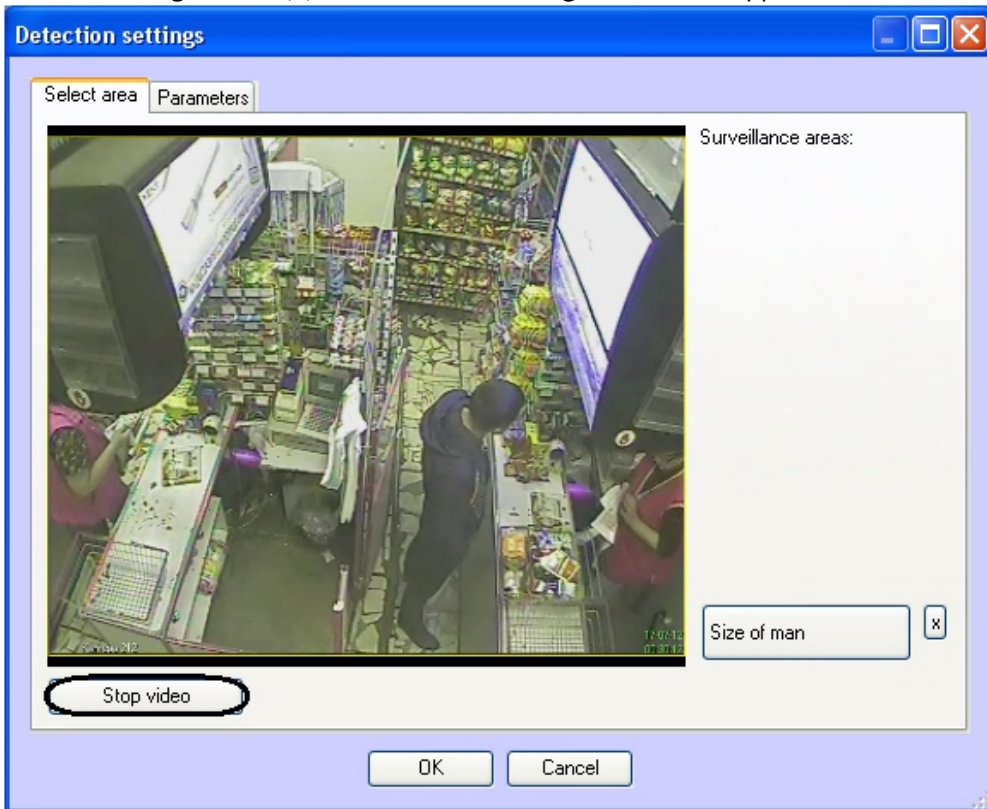 Detection settings
Select area
Parameters
Surveillance areas:
Size of man
x
Stop video
OK
Cancel